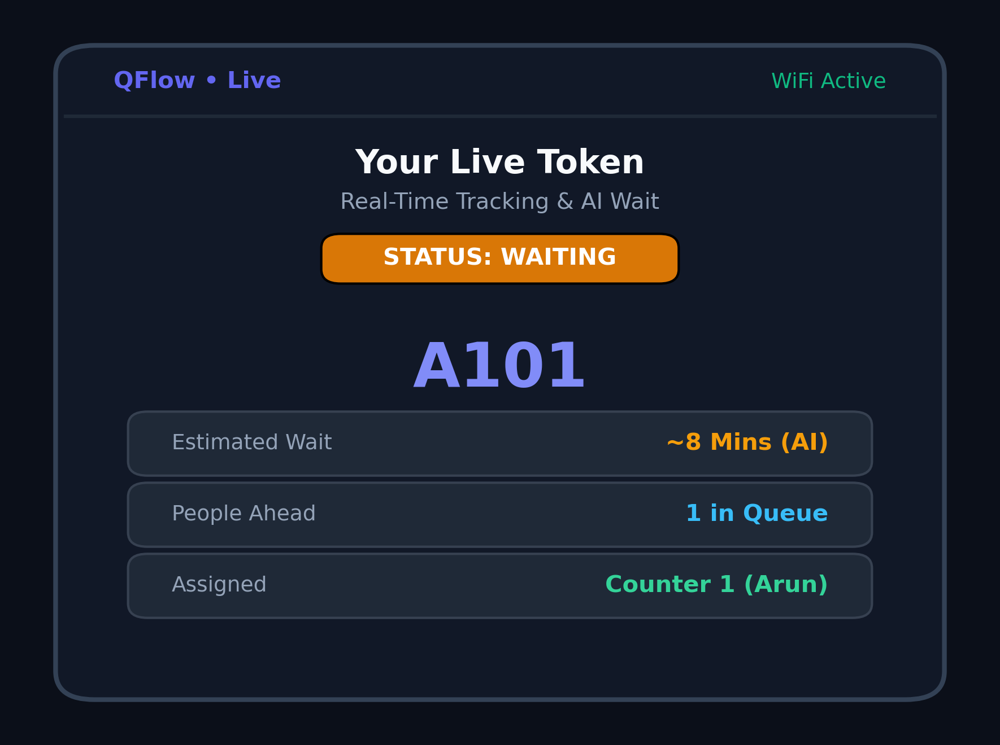 QFlow • Live
WiFi Active
Your Live Token
Real-Time Tracking & AI Wait
STATUS: WAITING
A101
Estimated Wait
~8 Mins (AI)
People Ahead
1 in Queue
Assigned
Counter 1 (Arun)